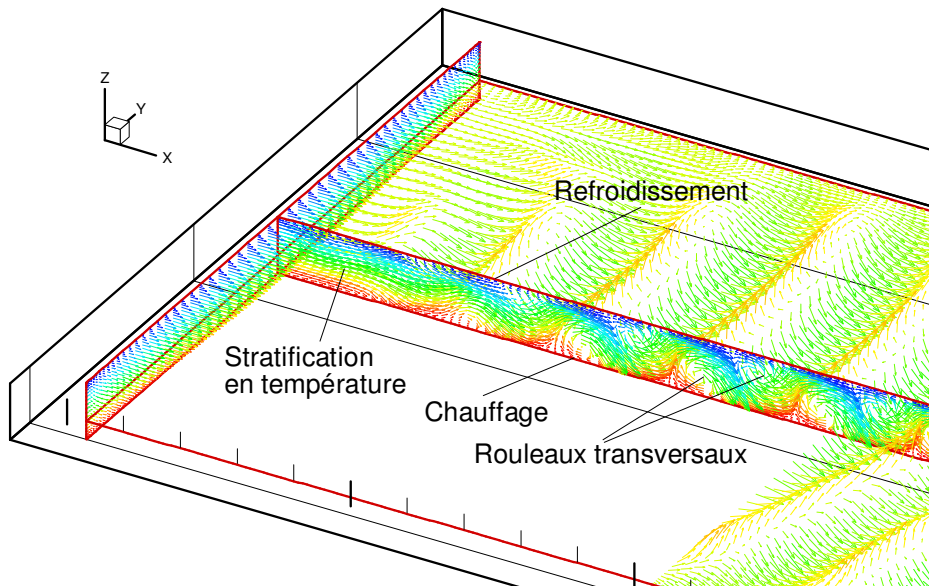 Z
Y
X
Refroidissement
Stratification
en température
Chauffage
Rouleaux transversaux